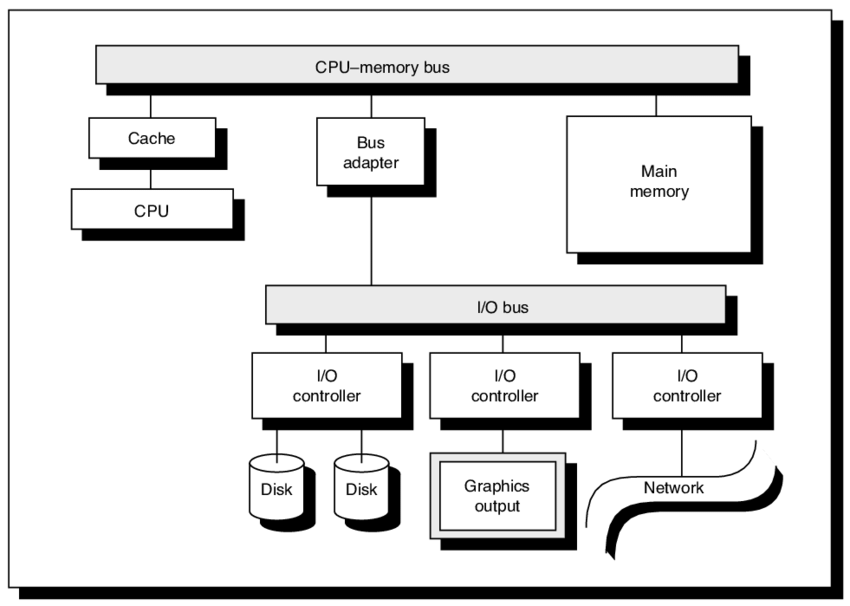 CPU–memory bus
Cache
Bus
adapter
Main
memory
CPU
I/O bus
I/O
controller
I/O
controller
I/O
controller
Disk
Disk
Graphics
output
Network